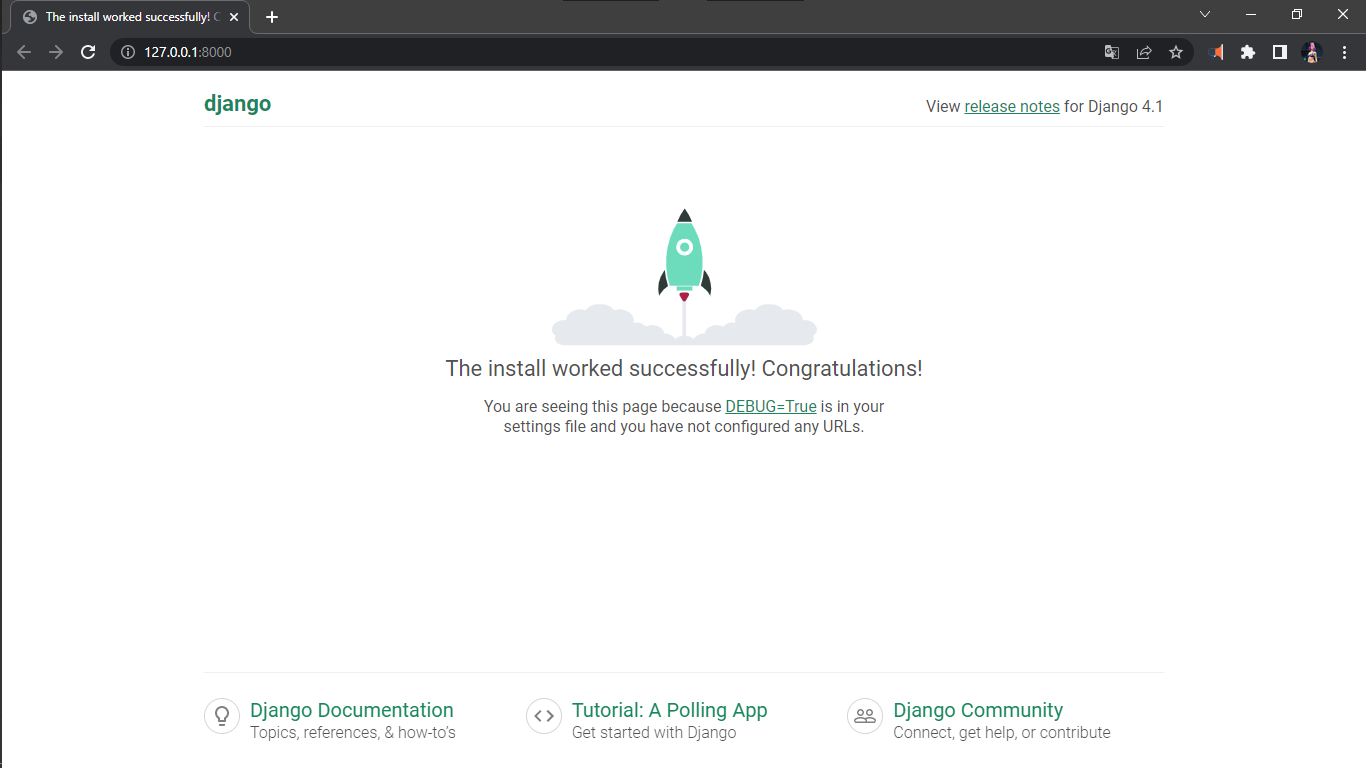 The install worked successfully! C
127.0.0.1:8000
django
View release notes for Django 4.1
The install worked successfully! Congratulations!
You are seeing this page because DEBUG=True is in your
settings file and you have not configured any URLs.
Django Documentation
Topics, references, & how-to’s
Tutorial: A Polling App
Get started with Django
Django Community
Connect, get help, or contribute